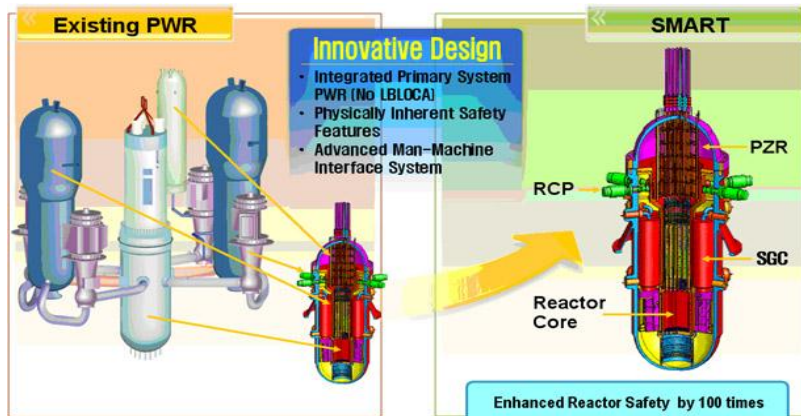 Existing PWR
Innovative Design
• Integrated Primary System
PWR (No LBLOCA)
• Physically Inherent Safety
Features
• Advanced Man-Machine
Interface System
SMART
PZR
RCP
SGC
Reactor
Core
Enhanced Reactor Safety by 100 times